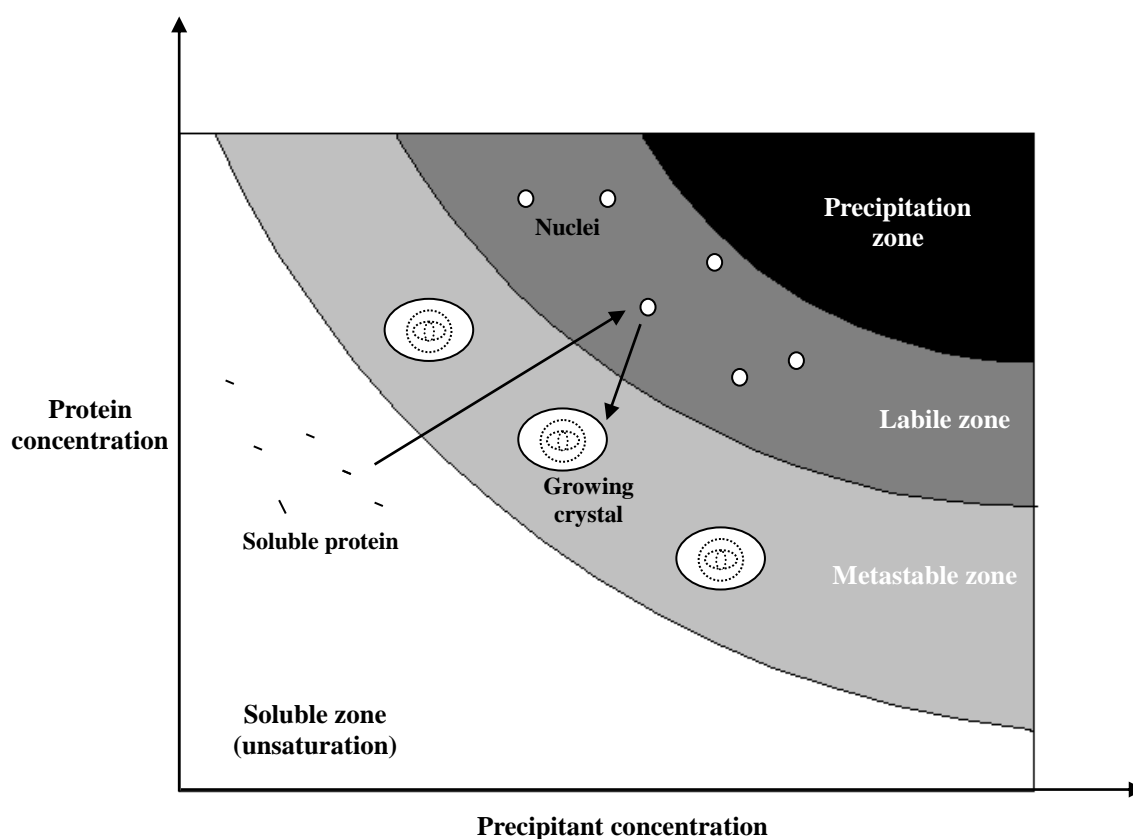 Precipitation
zone
Nuclei
Protein
concentration
Labile zone
Growing
crystal
Soluble protein
Metastable zone
Soluble zone
(unsaturation)
Precipitant concentration